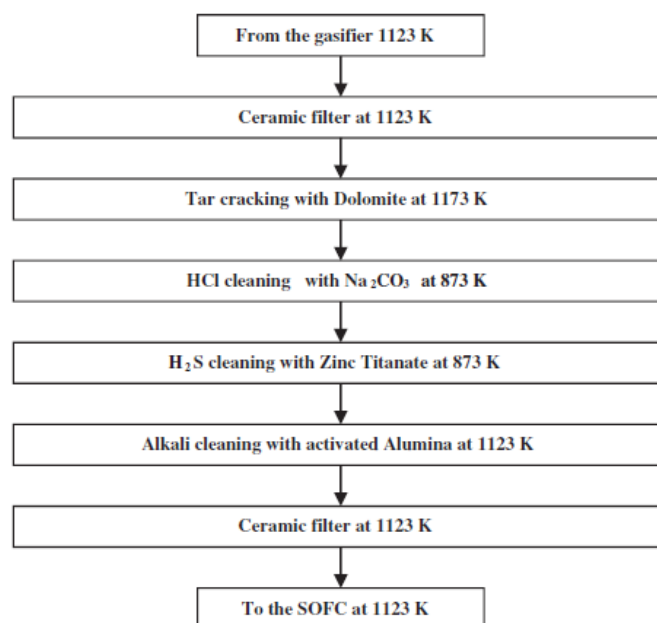 From the gasifier 1123 K
Ceramic filter at 1123 K
Tar cracking with Dolomite at 1173 K
HCl cleaning with Na₂CO₃ at 873 K
H₂S cleaning with Zinc Titanate at 873 K
Alkali cleaning with activated Alumina at 1123 K
Ceramic filter at 1123 K
To the SOFC at 1123 K